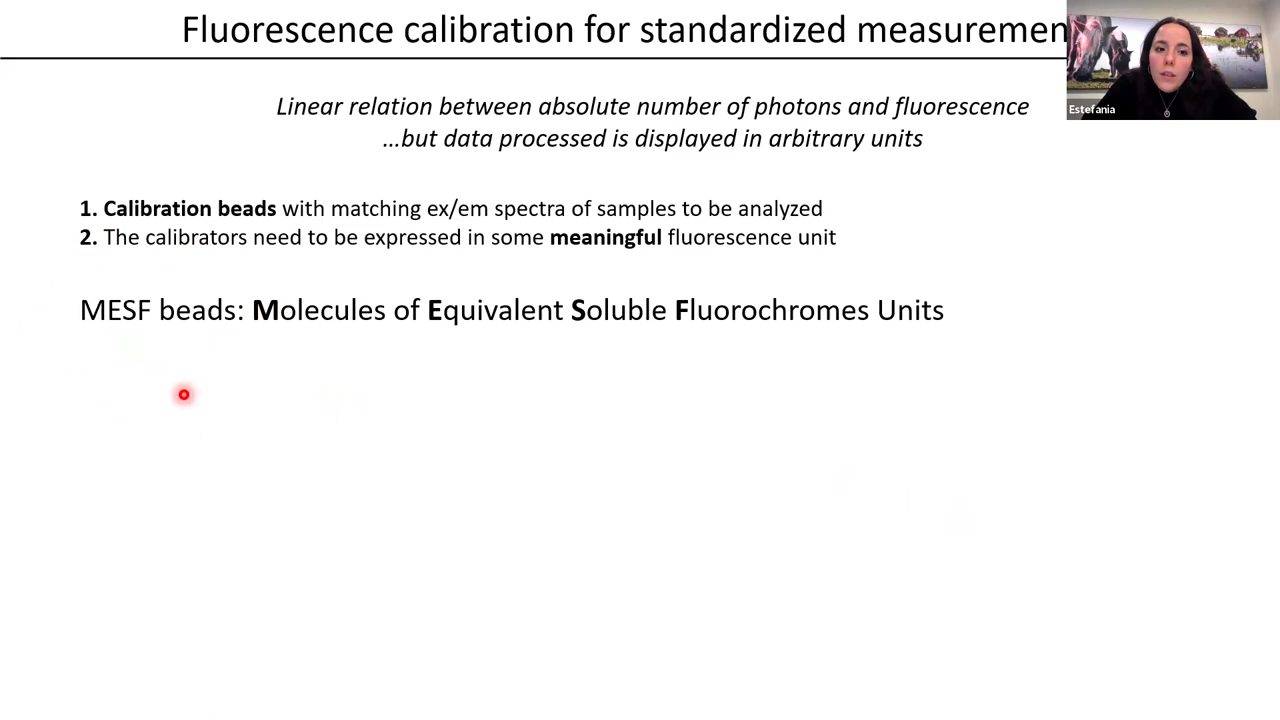 Fluorescence calibration for standardized measuremen
Estefania
Linear relation between absolute number of photons and fluorescence
...but data processed is displayed in arbitrary units
1. Calibration beads with matching ex/em spectra of samples to be analyzed
2. The calibrators need to be expressed in some meaningful fluorescence unit
MESF beads: Molecules of Equivalent Soluble Fluorochromes Units